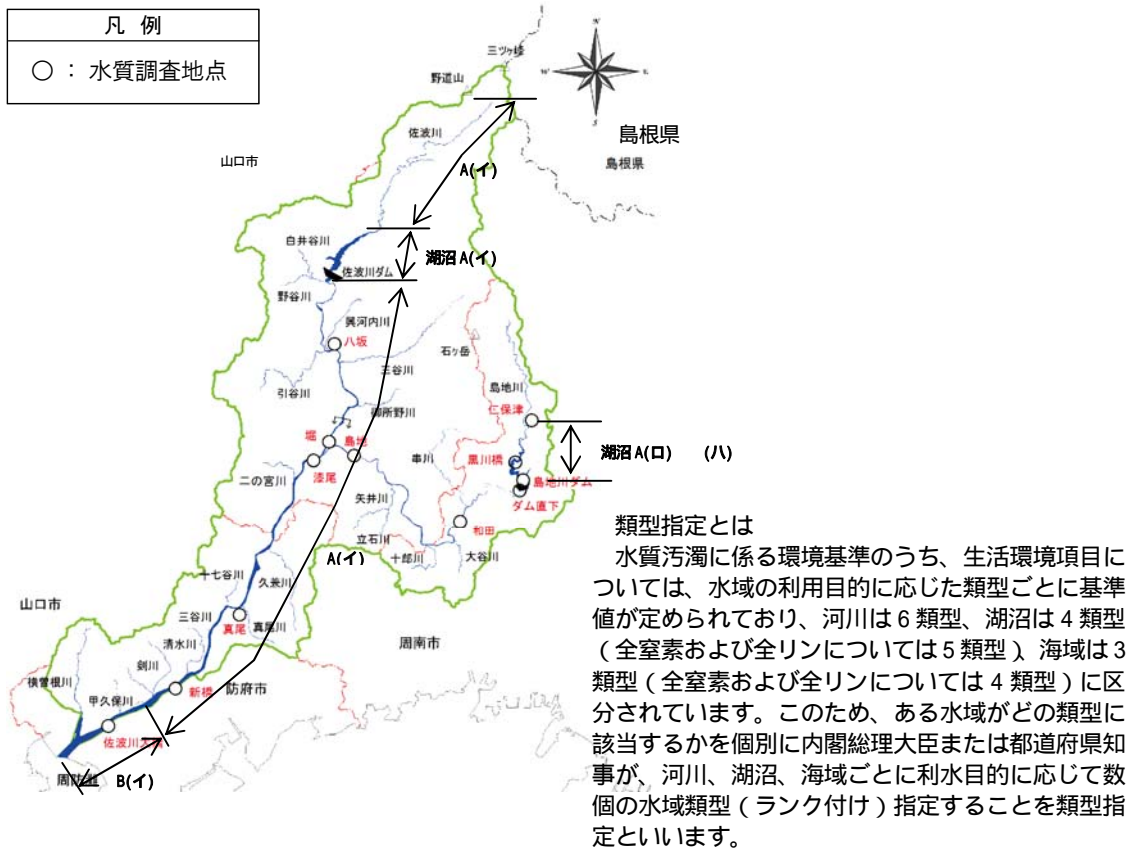 凡 例
○ : 水質調査地点
三ツヶ峰
野道山
N
W
E
S
佐波川
島根県
島根県
山口市
A(イ)
白井谷川
湖沼 A(イ)
佐波川ダム
野谷川
興河内川
八坂
石ヶ岳
三谷川
島地川
引谷川
仁保津
御所野川
堀
島地
串川
黒川橋
湖沼 A(ロ) (ハ)
島地川ダム
漆尾
二の宮川
ダム直下
矢井川
和田
立石川
大谷川
十郎川
A(イ)
十七谷川
久兼川
山口市
三谷川
真尾
真尾川
周南市
清水川
剣川
横曽根川
新橋
防府市
甲久保川
佐波川大橋
周防灘
B(イ)
類型指定とは
水質汚濁に係る環境基準のうち、生活環境項目に
ついては、水域の利用目的に応じた類型ごとに基準
値が定められており、河川は 6 類型、湖沼は 4 類型
(全窒素および全リンについては 5 類型)、海域は 3
類型(全窒素および全リンについては 4 類型)に区
分されています。このため、ある水域がどの類型に
該当するかを個別に内閣総理大臣または都道府県知
事が、河川、湖沼、海域ごとに利水目的に応じて数
個の水域類型(ランク付け)指定することを類型指
定といいます。